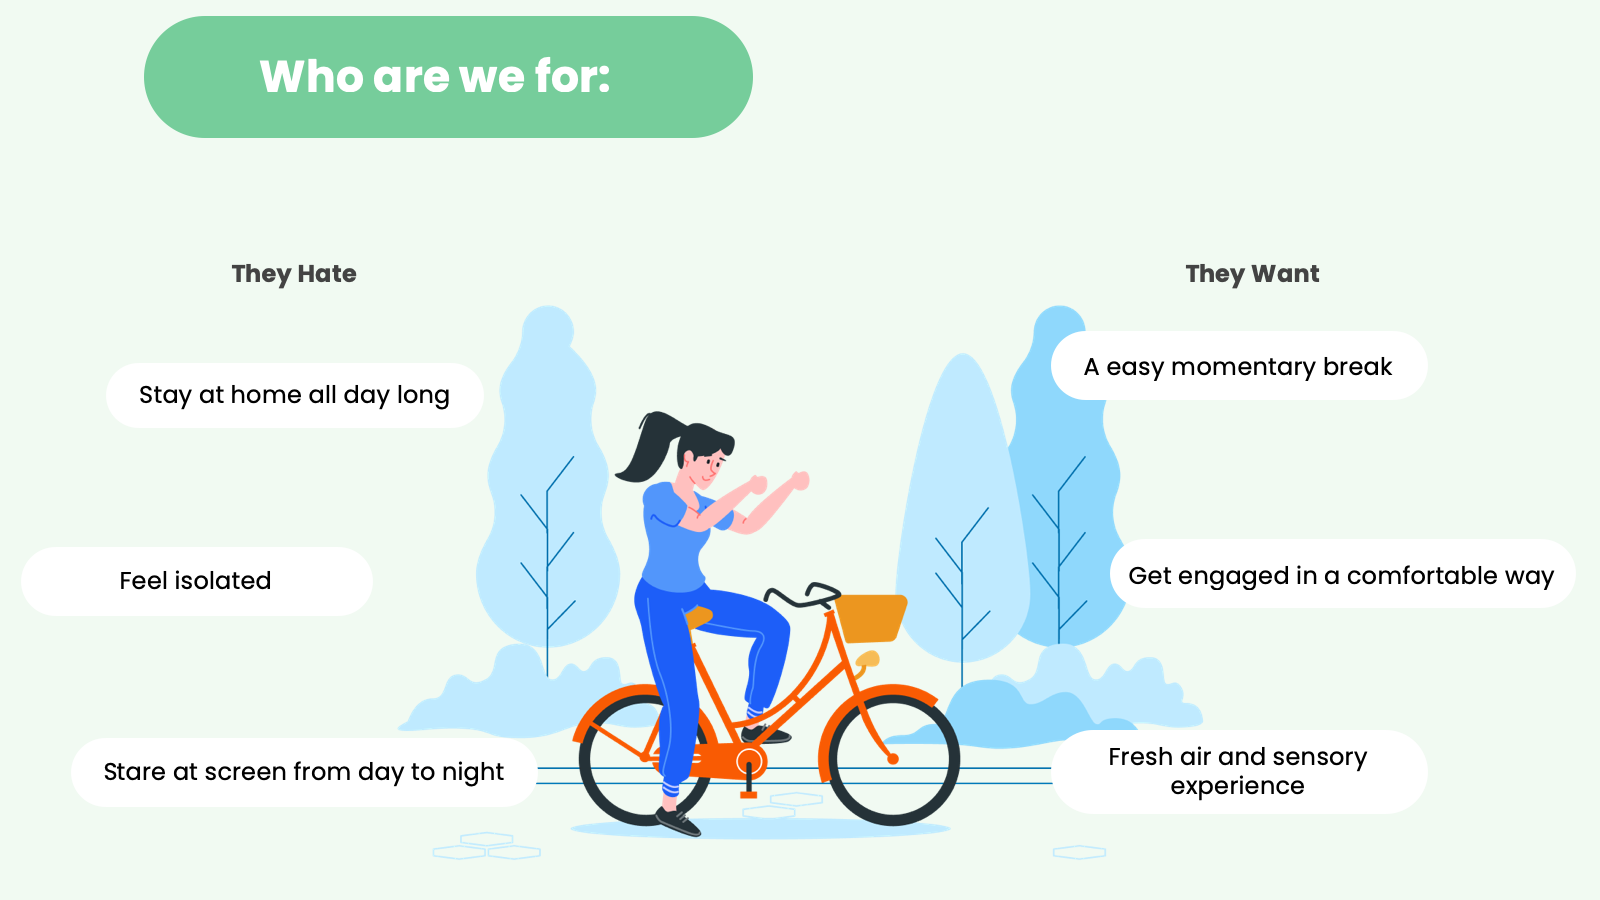 Who are we for:
They Hate
Stay at home all day long
Feel isolated
Stare at screen from day to night
They Want
A easy momentary break
Get engaged in a comfortable way
Fresh air and sensory
experience